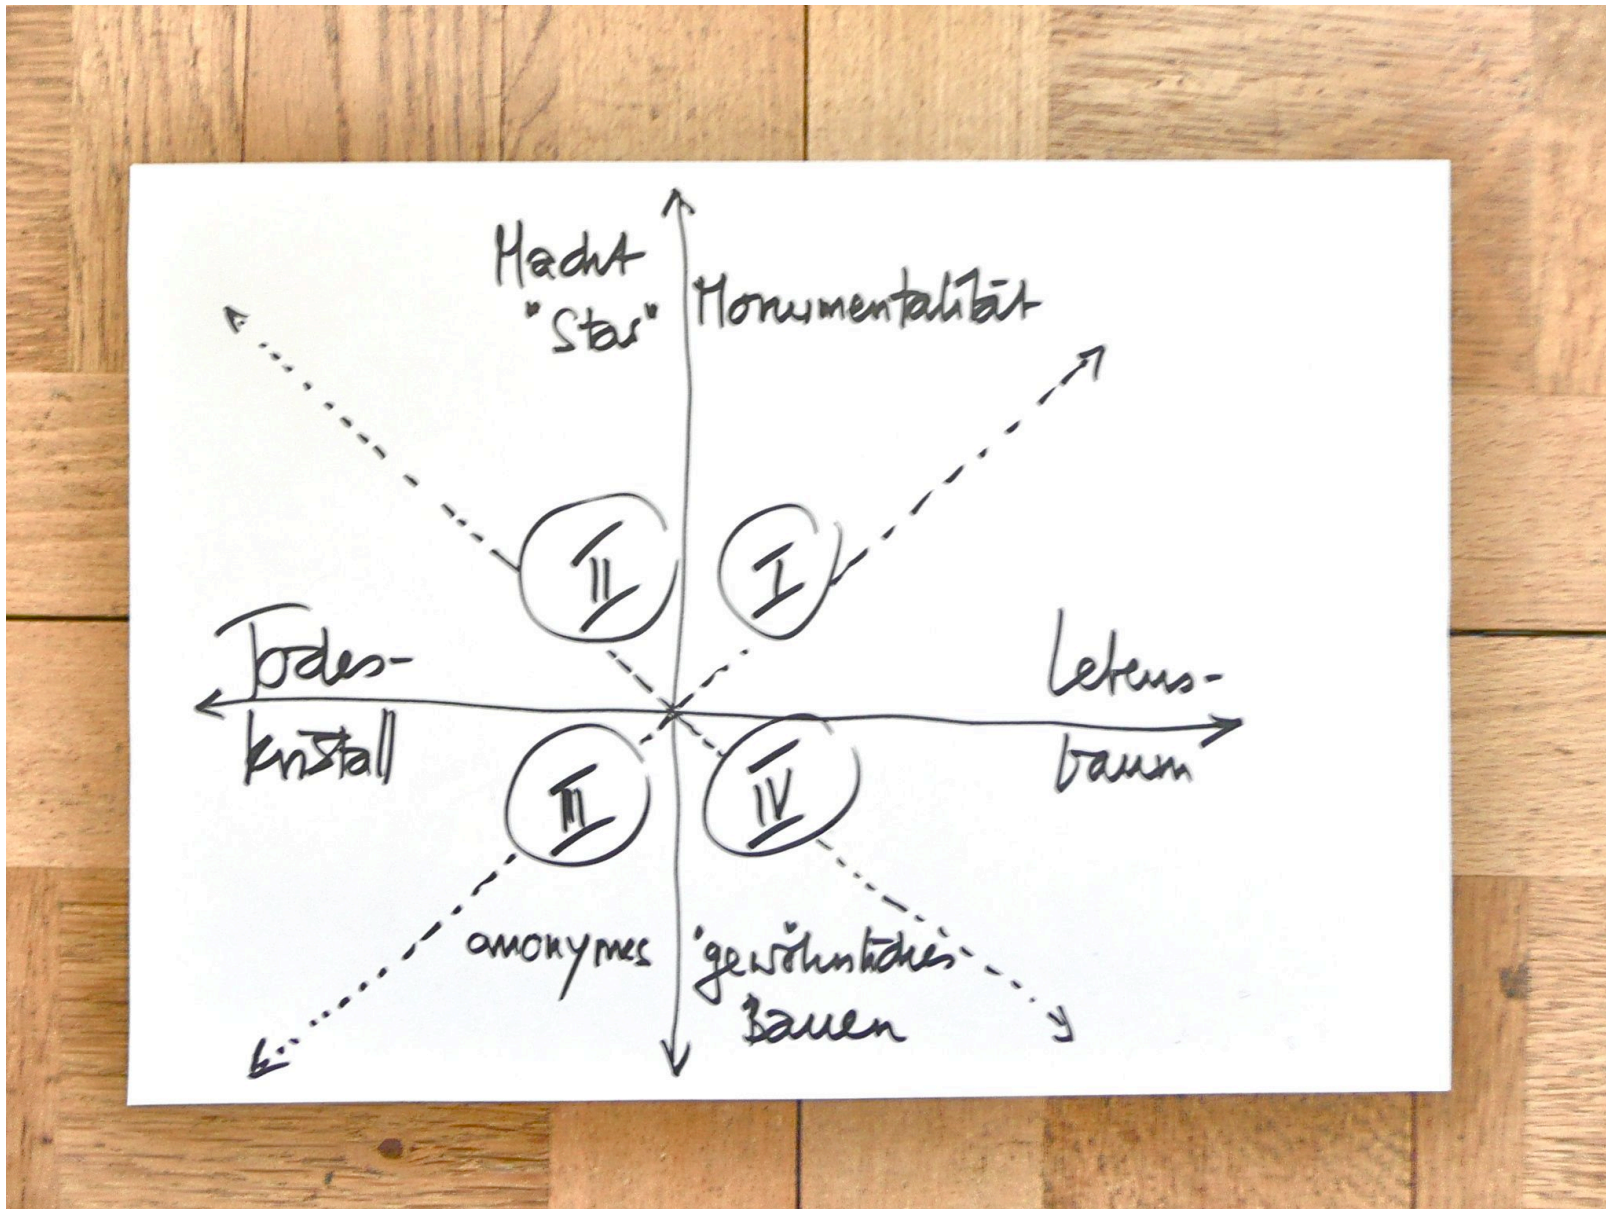 Macht
"Star"
Monumentalität
II
I
Todes-
kristall
Lebens-
baum
III
IV
anonymes
"gewöhnliches"
Bauen